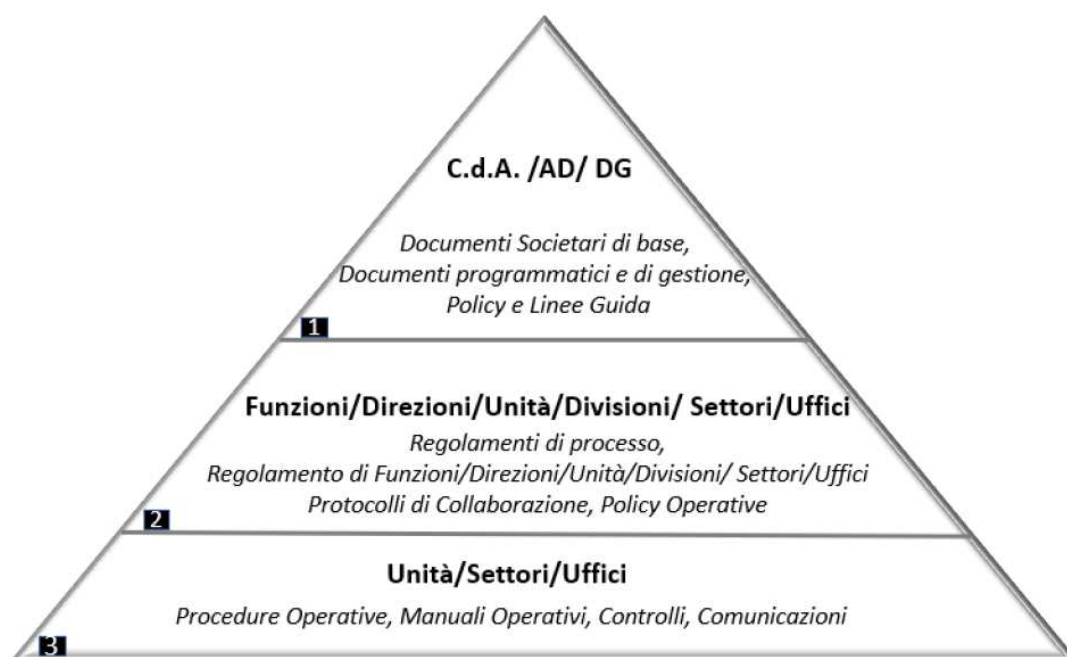 C.d.A. /AD/ DG
Documenti Societari di base,
Documenti programmatici e di gestione,
Policy e Linee Guida
1
Funzioni/Direzioni/Unità/Divisioni/ Settori/Uffici
Regolamenti di processo,
Regolamento di Funzioni/Direzioni/Unità/Divisioni/ Settori/Uffici
Protocolli di Collaborazione, Policy Operative
2
Unità/Settori/Uffici
Procedure Operative, Manuali Operativi, Controlli, Comunicazioni
3